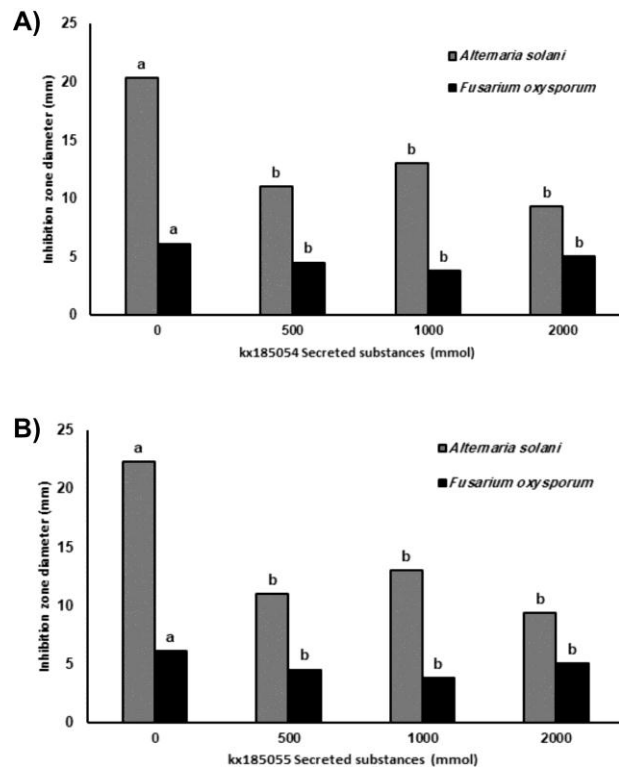 A)
25
20
15
10
5
0
Inhibition zone diameter (mm)
Alternaria solani
Fusarium oxysporum
a
a
b
b
b
b
b
b
0 500 1000 2000
kx185054 Secreted substances (mmol)
B)
25
20
15
10
5
0
Inhibition zone diameter (mm)
Alternaria solani
Fusarium oxysporum
a
a
b
b
b
b
b
b
0 500 1000 2000
kx185055 Secreted substances (mmol)